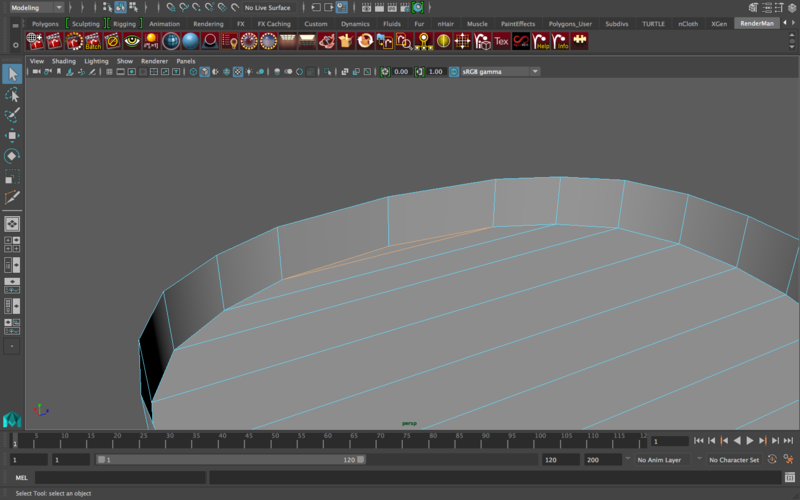 Modeling No Live Surface
Polygons Sculpting Rigging Animation Rendering FX FX Caching Custom Dynamics Fluids Fur nHair Muscle PaintEffects Polygons_User Subdivs TURTLE nCloth XGen RenderMan
Batch Tex Help Info
View Shading Lighting Show Renderer Panels
0.00 1.00 sRGB gamma
persp
1 5 10 15 20 25 30 35 40 45 50 55 60 65 70 75 80 85 90 95 100 105 110 115 12 1
1 1 1 120 120 200 No Anim Layer No Character Set
MEL
Select Tool: select an object